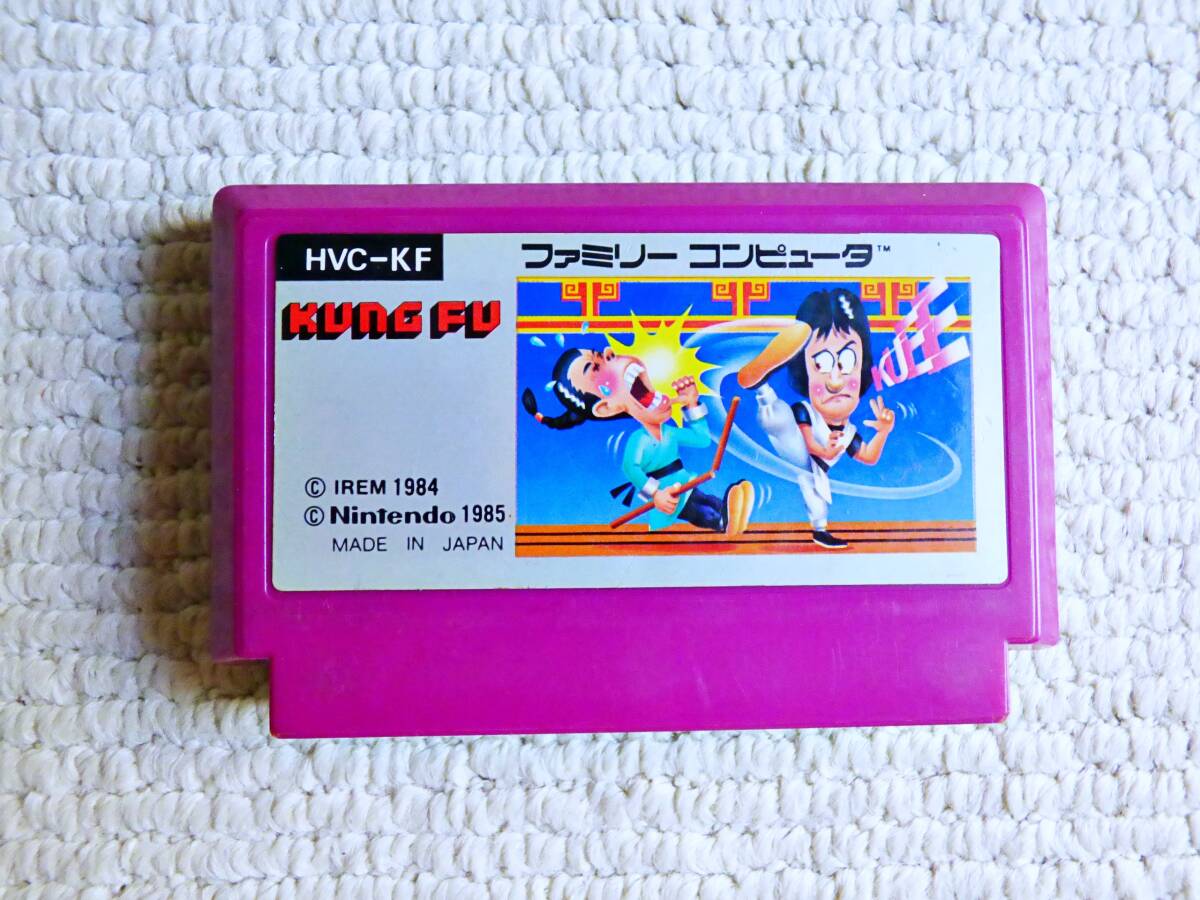 HVC-KF
ファミリー コンピュータ™
KUNG FU
KUEEE
© IREM 1984
© Nintendo 1985
MADE IN JAPAN